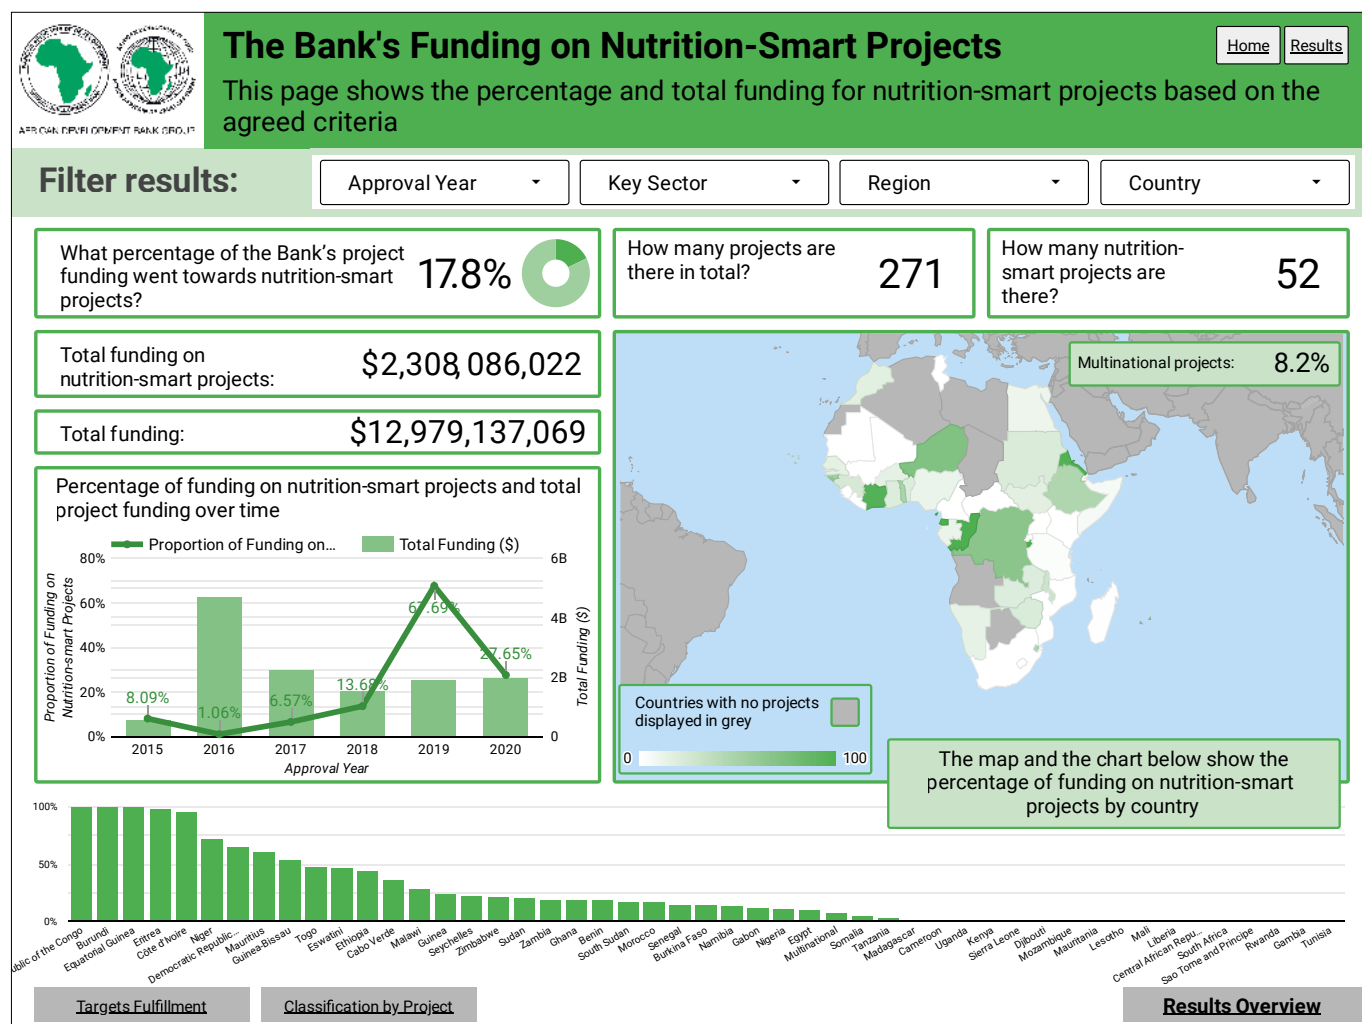 AFRICAN DEVELOPMENT BANK GROUP
The Bank's Funding on Nutrition-Smart Projects
Home
Results
This page shows the percentage and total funding for nutrition-smart projects based on the
agreed criteria
Filter results:
Approval Year
Key Sector
Region
Country
What percentage of the Bank's project
funding went towards nutrition-smart
projects?
17.8%
How many projects are
there in total?
271
How many nutrition-
smart projects are
there?
52
Total funding on
nutrition-smart projects:
$2,308,086,022
Total funding:
$12,979,137,069
Multinational projects:
8.2%
Percentage of funding on nutrition-smart projects and total
project funding over time
Proportion of Funding on...
Total Funding ($)
Proportion of Funding on
Nutrition-smart Projects
80%
60%
40%
20%
0%
6B
4B
2B
0
Total Funding ($)
8.09%
1.06%
6.57%
13.68%
67.69%
27.65%
2015
2016
2017
2018
2019
2020
Approval Year
Countries with no projects
displayed in grey
0
100
The map and the chart below show the
percentage of funding on nutrition-smart
projects by country
100%
50%
0%
of the Congo
Burundi
Equatorial Guinea
Eritrea
Côte d'Ivoire
Niger
Democratic Republic...
Mauritius
Guinea-Bissau
Togo
Eswatini
Ethiopia
Cabo Verde
Malawi
Guinea
Seychelles
Zimbabwe
Sudan
Zambia
Ghana
Benin
South Sudan
Morocco
Senegal
Burkina Faso
Namibia
Gabon
Nigeria
Egypt
Multinational
Somalia
Tanzania
Madagascar
Cameroon
Uganda
Kenya
Sierra Leone
Djibouti
Mozambique
Mauritania
Lesotho
Mali
Liberia
Central African Repu...
South Africa
Sao Tome and Principe
Rwanda
Gambia
Tunisia
Targets Fulfillment
Classification by Project
Results Overview